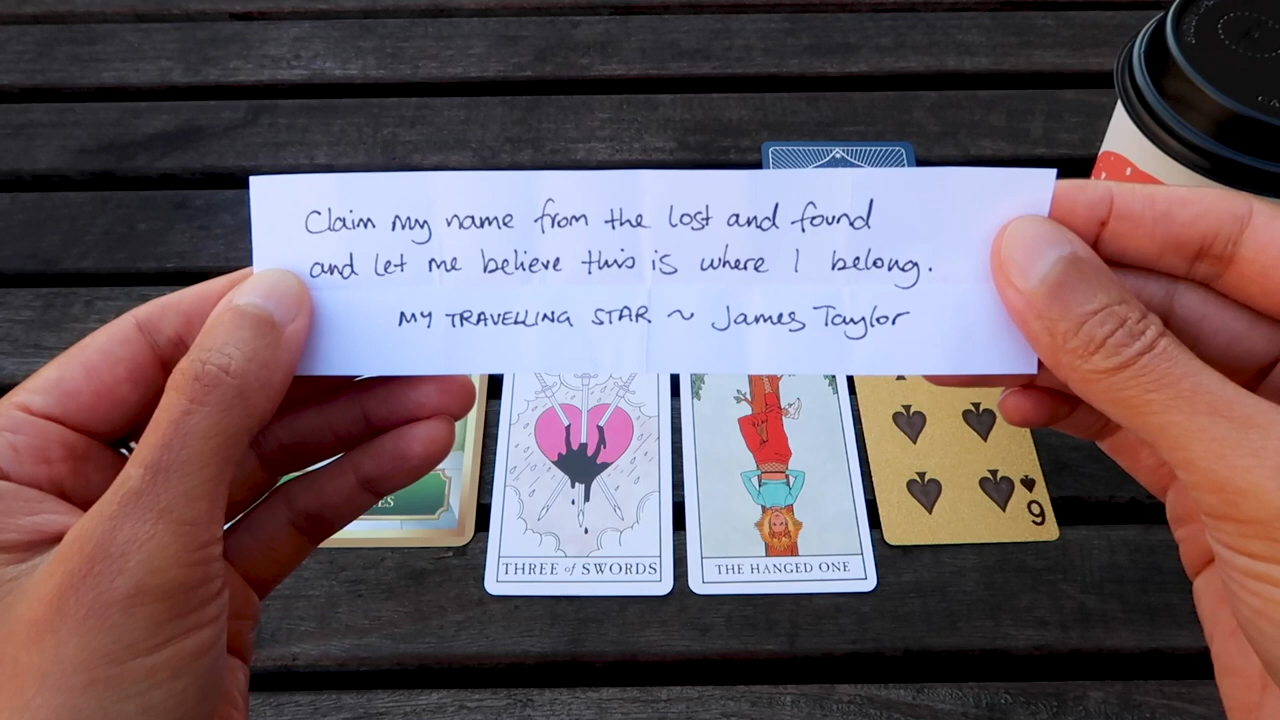 Claim my name from the lost and found
and let me believe this is where I belong.
MY TRAVELLING STAR ~ James Taylor
THREE of SWORDS
THE HANGED ONE
9